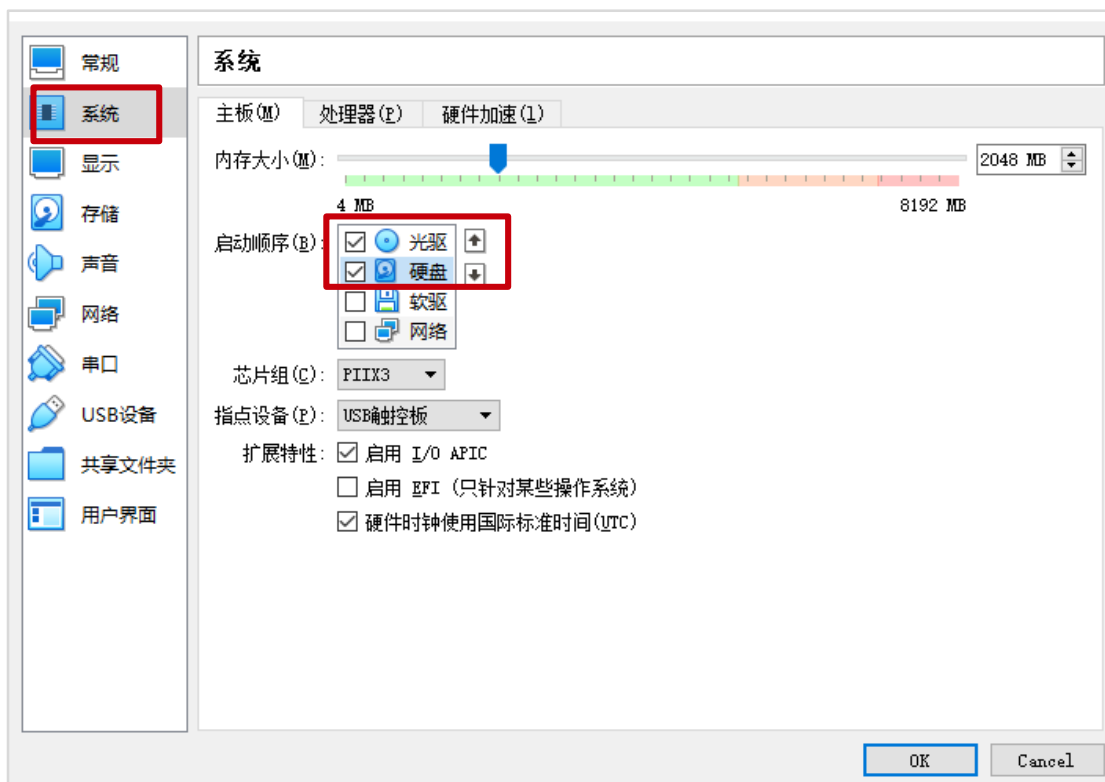 常规
系统
显示
存储
声音
网络
串口
USB设备
共享文件夹
用户界面
系统
主板(M) 处理器(P) 硬件加速(l)
内存大小(M): 2048 MB
4 MB 8192 MB
启动顺序(B): 光驱
硬盘
软驱
网络
芯片组(C): PIIX3
指点设备(P): USB触控板
扩展特性: 启用 I/O APIC
启用 EFI (只针对某些操作系统)
硬件时钟使用国际标准时间(UTC)
OK Cancel